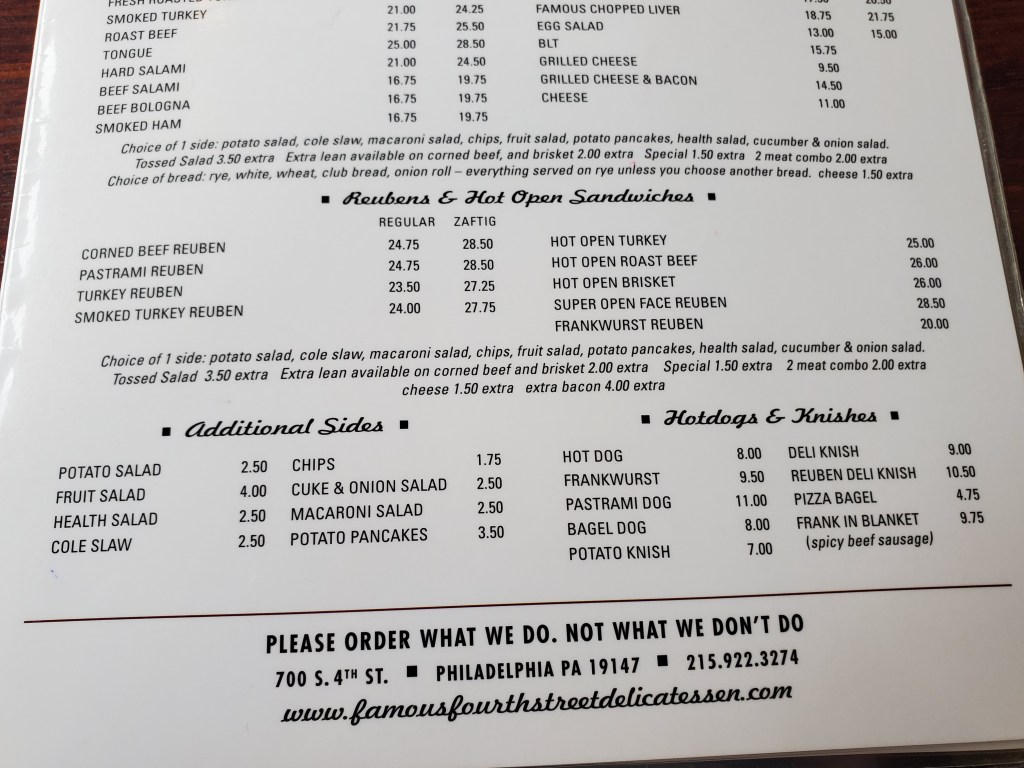 FRESH ROASTED
SMOKED TURKEY 21.00 24.25 FAMOUS CHOPPED LIVER 18.75 21.75
ROAST BEEF 21.75 25.50 EGG SALAD 13.00 15.00
TONGUE 25.00 28.50 BLT 15.75
HARD SALAMI 21.00 24.50 GRILLED CHEESE 9.50
BEEF SALAMI 16.75 19.75 GRILLED CHEESE & BACON 14.50
BEEF BOLOGNA 16.75 19.75 CHEESE 11.00
SMOKED HAM 16.75 19.75
Choice of 1 side: potato salad, cole slaw, macaroni salad, chips, fruit salad, potato pancakes, health salad, cucumber & onion salad.
Tossed Salad 3.50 extra Extra lean available on corned beef, and brisket 2.00 extra Special 1.50 extra 2 meat combo 2.00 extra
Choice of bread: rye, white, wheat, club bread, onion roll – everything served on rye unless you choose another bread. cheese 1.50 extra
■ Reubens & Hot Open Sandwiches ■
REGULAR ZAFTIG
CORNED BEEF REUBEN 24.75 28.50 HOT OPEN TURKEY 25.00
PASTRAMI REUBEN 24.75 28.50 HOT OPEN ROAST BEEF 26.00
TURKEY REUBEN 23.50 27.25 HOT OPEN BRISKET 26.00
SMOKED TURKEY REUBEN 24.00 27.75 SUPER OPEN FACE REUBEN 28.50
FRANKWURST REUBEN 20.00
Choice of 1 side: potato salad, cole slaw, macaroni salad, chips, fruit salad, potato pancakes, health salad, cucumber & onion salad.
Tossed Salad 3.50 extra Extra lean available on corned beef and brisket 2.00 extra Special 1.50 extra 2 meat combo 2.00 extra
cheese 1.50 extra extra bacon 4.00 extra
■ Additional Sides ■
POTATO SALAD 2.50 CHIPS 1.75
FRUIT SALAD 4.00 CUKE & ONION SALAD 2.50
HEALTH SALAD 2.50 MACARONI SALAD 2.50
COLE SLAW 2.50 POTATO PANCAKES 3.50
■ Hotdogs & Knishes ■
HOT DOG 8.00 DELI KNISH 9.00
FRANKWURST 9.50 REUBEN DELI KNISH 10.50
PASTRAMI DOG 11.00 PIZZA BAGEL 4.75
BAGEL DOG 8.00 FRANK IN BLANKET 9.75
POTATO KNISH 7.00 (spicy beef sausage)
PLEASE ORDER WHAT WE DO. NOT WHAT WE DON'T DO
700 S. 4TH ST. ■ PHILADELPHIA PA 19147 ■ 215.922.3274
www.famousfourthstreetdelicatessen.com